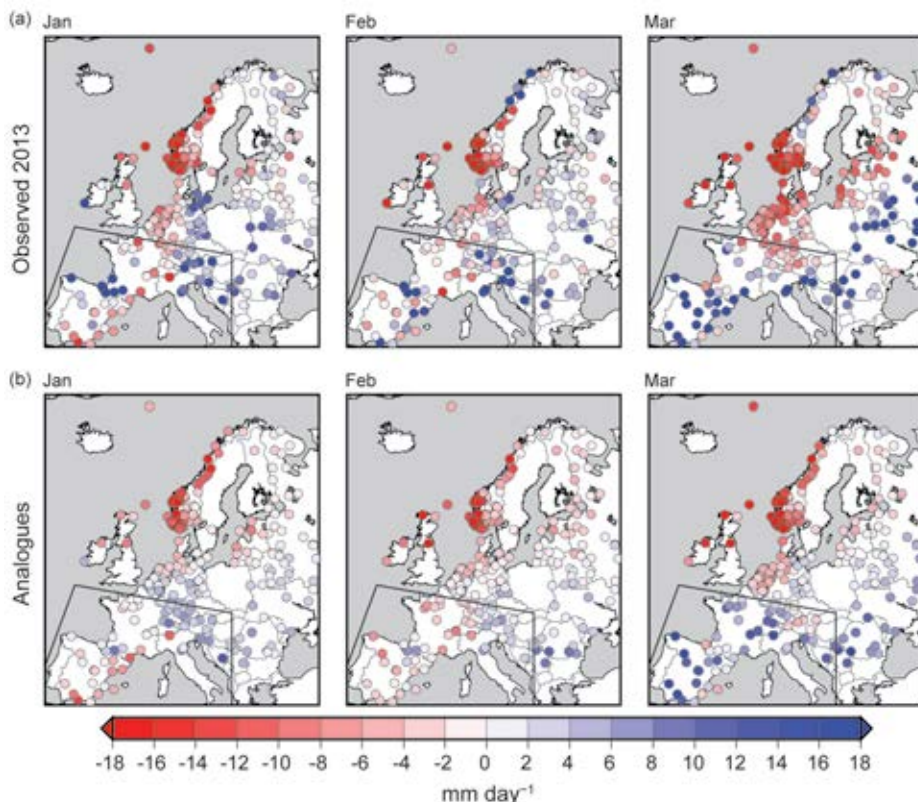 (a) Jan Feb Mar
Observed 2013
(b) Jan Feb Mar
Analogues
-18 -16 -14 -12 -10 -8 -6 -4 -2 0 2 4 6 8 10 12 14 16 18
mm day⁻¹